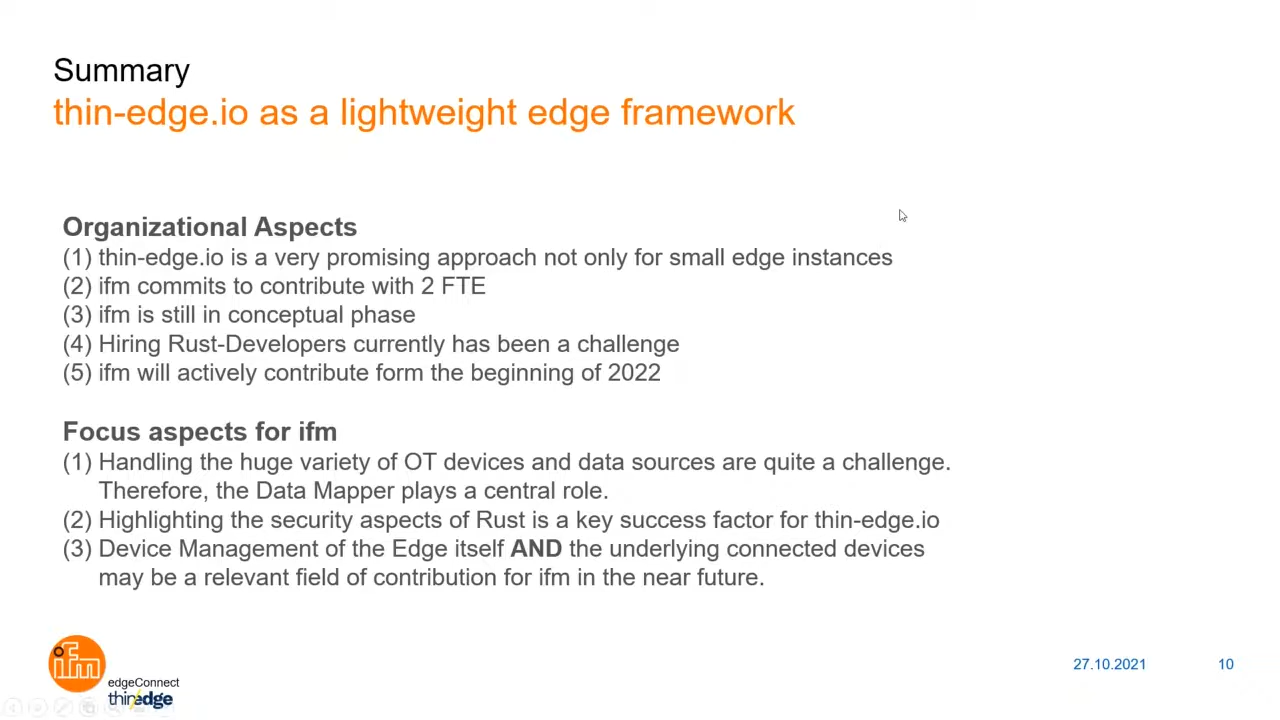 Summary
thin-edge.io as a lightweight edge framework
Organizational Aspects
(1) thin-edge.io is a very promising approach not only for small edge instances
(2) ifm commits to contribute with 2 FTE
(3) ifm is still in conceptual phase
(4) Hiring Rust-Developers currently has been a challenge
(5) ifm will actively contribute form the beginning of 2022
Focus aspects for ifm
(1) Handling the huge variety of OT devices and data sources are quite a challenge.
Therefore, the Data Mapper plays a central role.
(2) Highlighting the security aspects of Rust is a key success factor for thin-edge.io
(3) Device Management of the Edge itself AND the underlying connected devices
may be a relevant field of contribution for ifm in the near future.
ifm
edgeConnect
thin-edge
27.10.2021
10